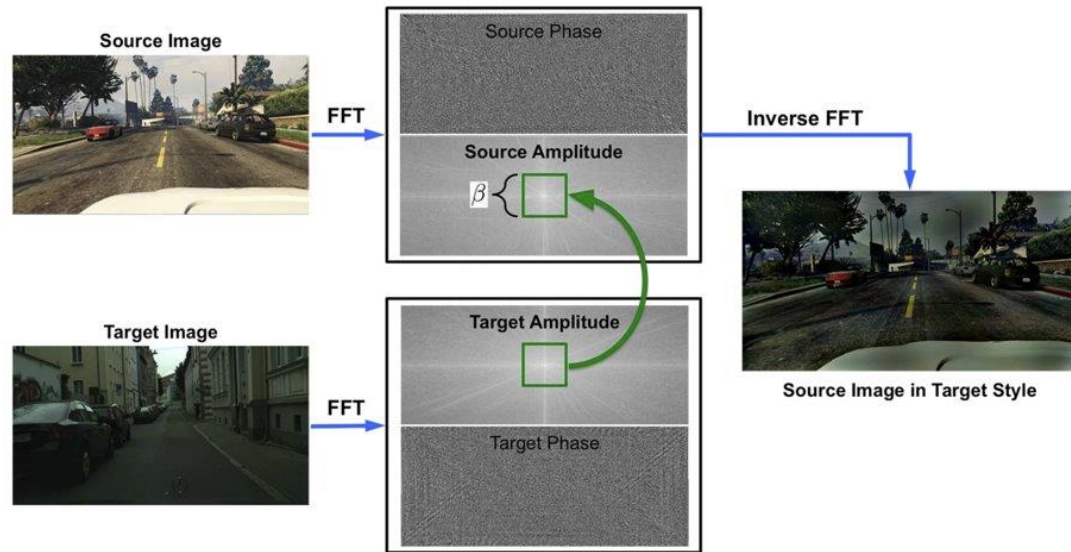 Source Image
FFT
Source Phase
Source Amplitude
β
Inverse FFT
Target Image
FFT
Target Amplitude
Target Phase
Source Image in Target Style